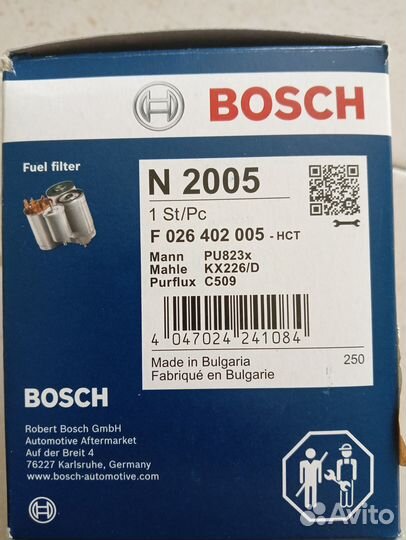 BOSCH
Fuel filter
N 2005
1 St/Pc
F 026 402 005 - HCT
Mann PU823x
Mahle KX226/D
Purflux C509
4 047024 241084
Made in Bulgaria 250
Fabriqué en Bulgarie
BOSCH
Robert Bosch GmbH
Automotive Aftermarket
Auf der Breit 4
76227 Karlsruhe, Germany
www.bosch-automotive.com
Avito